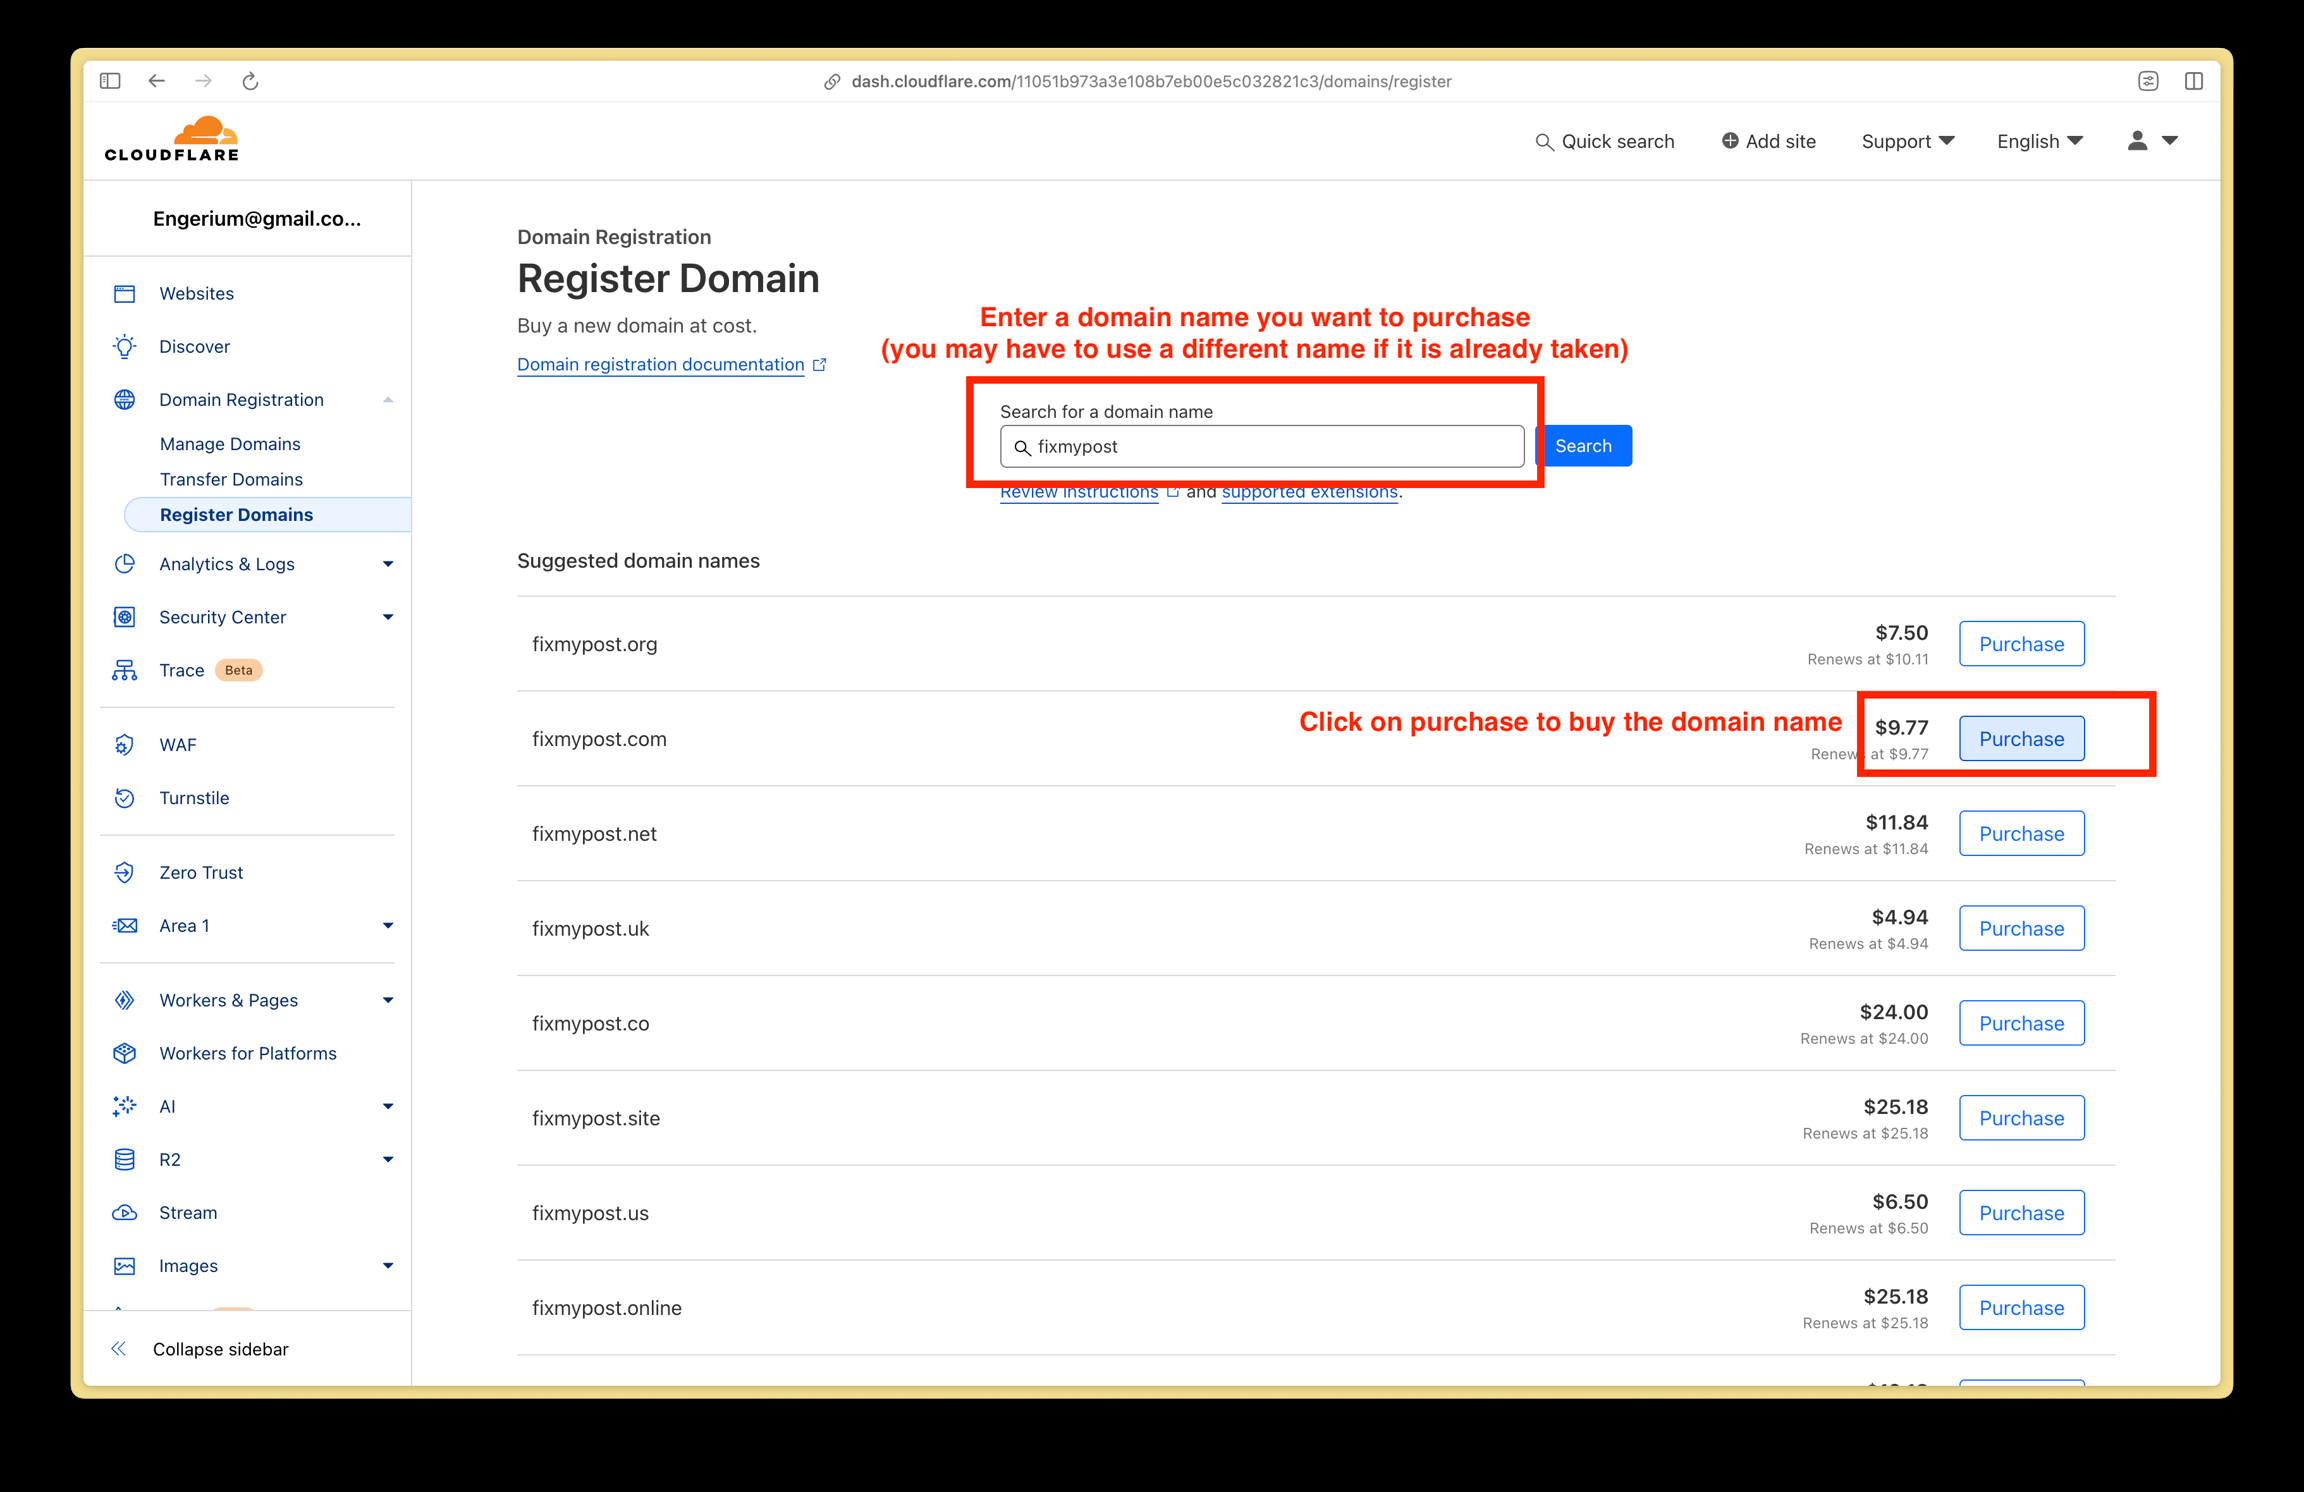 dash.cloudflare.com/11051b973a3e108b7eb00e5c032821c3/domains/register
CLOUDFLARE
Quick search
Add site
Support
English
Engerium@gmail.co...
Websites
Discover
Domain Registration
Manage Domains
Transfer Domains
Register Domains
Analytics & Logs
Security Center
Trace Beta
WAF
Turnstile
Zero Trust
Area 1
Workers & Pages
Workers for Platforms
AI
R2
Stream
Images
Collapse sidebar
Domain Registration
Register Domain
Buy a new domain at cost.
Domain registration documentation
Enter a domain name you want to purchase
(you may have to use a different name if it is already taken)
Search for a domain name
fixmypost
Search
Review instructions and supported extensions.
Suggested domain names
fixmypost.org
$7.50
Renews at $10.11
Purchase
Click on purchase to buy the domain name
fixmypost.com
$9.77
Renews at $9.77
Purchase
fixmypost.net
$11.84
Renews at $11.84
Purchase
fixmypost.uk
$4.94
Renews at $4.94
Purchase
fixmypost.co
$24.00
Renews at $24.00
Purchase
fixmypost.site
$25.18
Renews at $25.18
Purchase
fixmypost.us
$6.50
Renews at $6.50
Purchase
fixmypost.online
$25.18
Renews at $25.18
Purchase